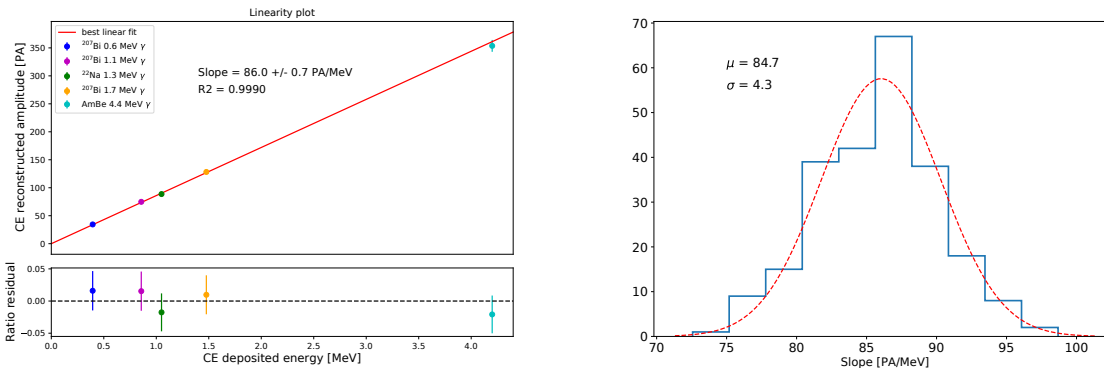 Linearity plot
best linear fit
²⁰⁷Bi 0.6 MeV γ
²⁰⁷Bi 1.1 MeV γ
²²Na 1.3 MeV γ
²⁰⁷Bi 1.7 MeV γ
AmBe 4.4 MeV γ
Slope = 86.0 +/- 0.7 PA/MeV
R2 = 0.9990
CE reconstructed amplitude [PA]
350
300
250
200
150
100
50
0
Ratio residual
0.05
0.00
−0.05
0.0 0.5 1.0 1.5 2.0 2.5 3.0 3.5 4.0
CE deposited energy [MeV]
70
60
50
40
30
20
10
0
μ = 84.7
σ = 4.3
70 75 80 85 90 95 100
Slope [PA/MeV]